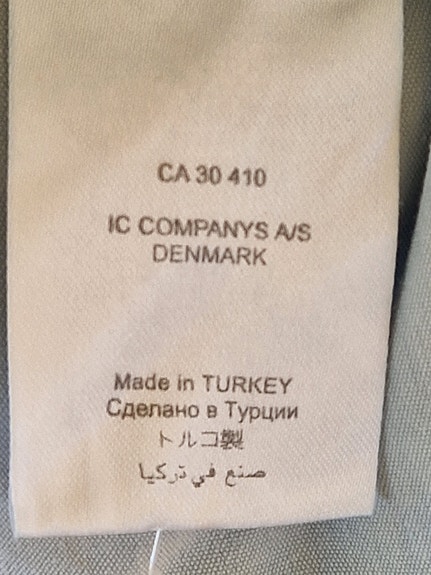 CA 30 410
IC COMPANYS A/S
DENMARK
Made in TURKEY
Сделано в Турции
トルコ製
صنع في تركيا